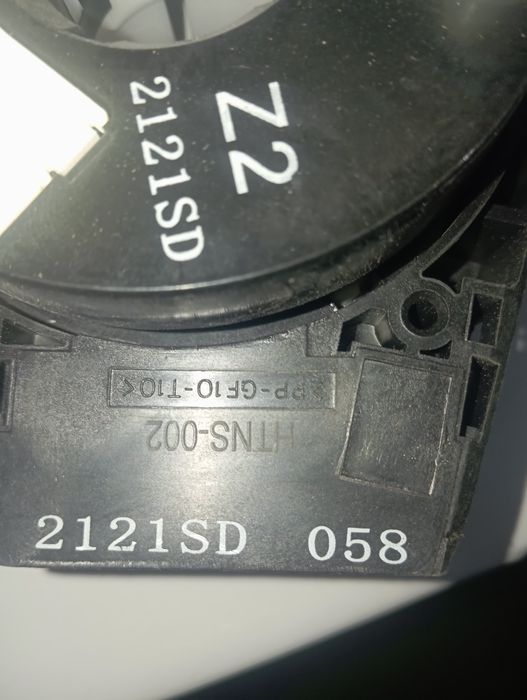 Z2
2121SD
>PP-GF10-T10<
HTNS-002
2121SD 058